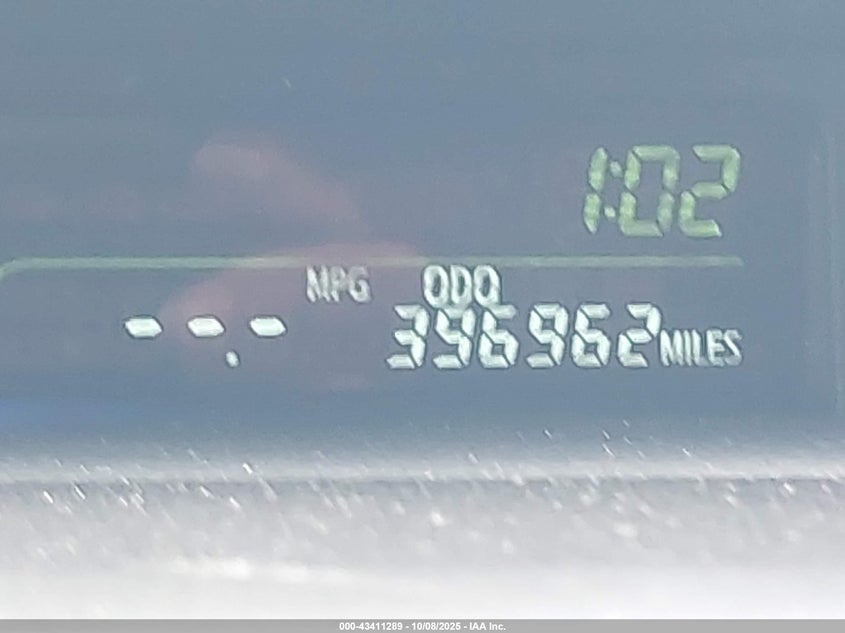 1:02
MPG ODO
--.- 396962 MILES
000-43411289 - 10/08/2025 - IAA Inc.